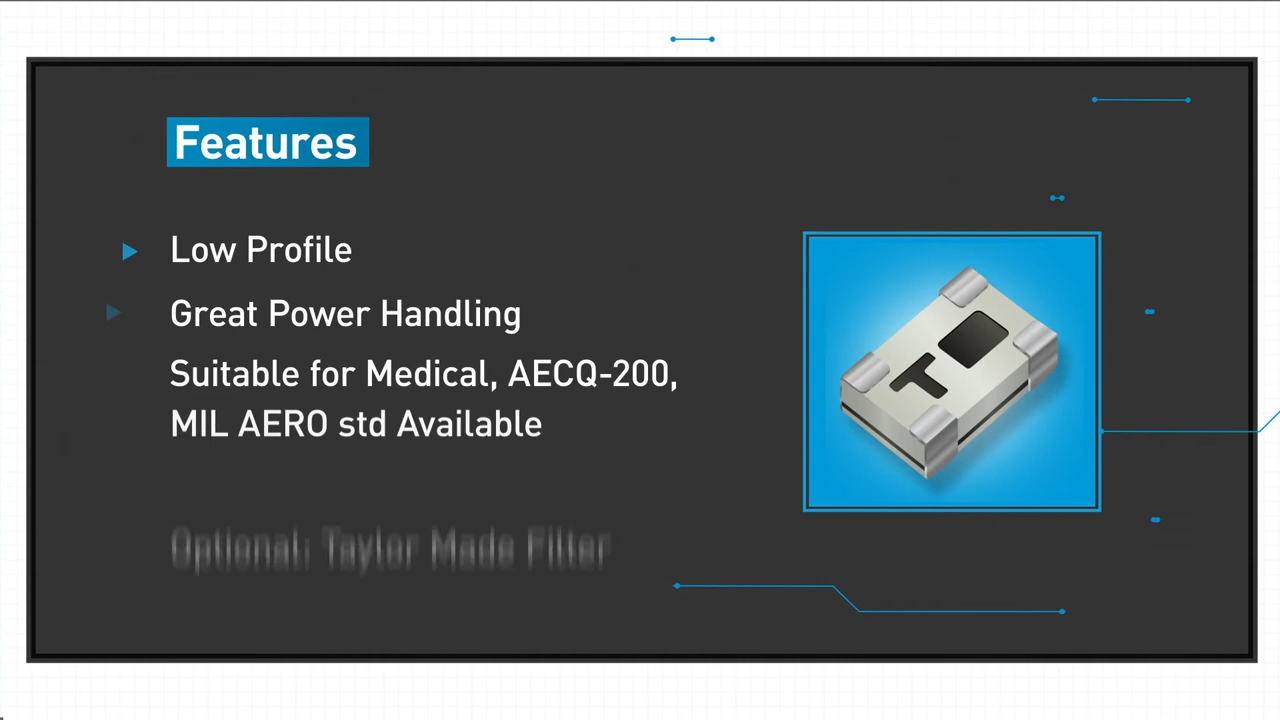 Features
Low Profile
Great Power Handling
Suitable for Medical, AECQ-200,
MIL AERO std Available
Optional: Taylor Made Filter